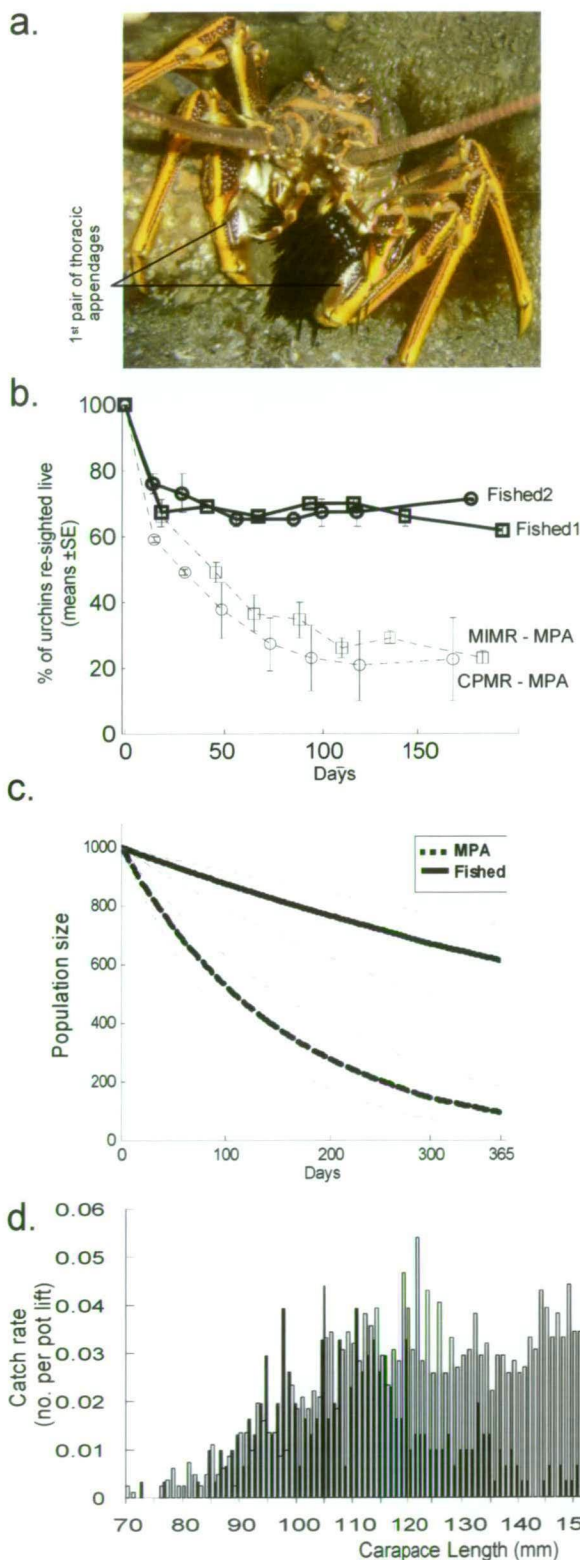 a.
1st pair of thoracic
appendages
b.
% of urchins re-sighted live
(means ±SE)
100
80
60
40
20
0
Fished2
Fished1
MIMR - MPA
CPMR - MPA
0
50
100
150
Days
c.
Population size
1000
800
600
400
200
0
MPA
Fished
0
100
200
300
365
Days
d.
Catch rate
(no. per pot lift)
0.06
0.05
0.04
0.03
0.02
0.01
0
70
80
90
100
110
120
130
140
150
Carapace Length (mm)